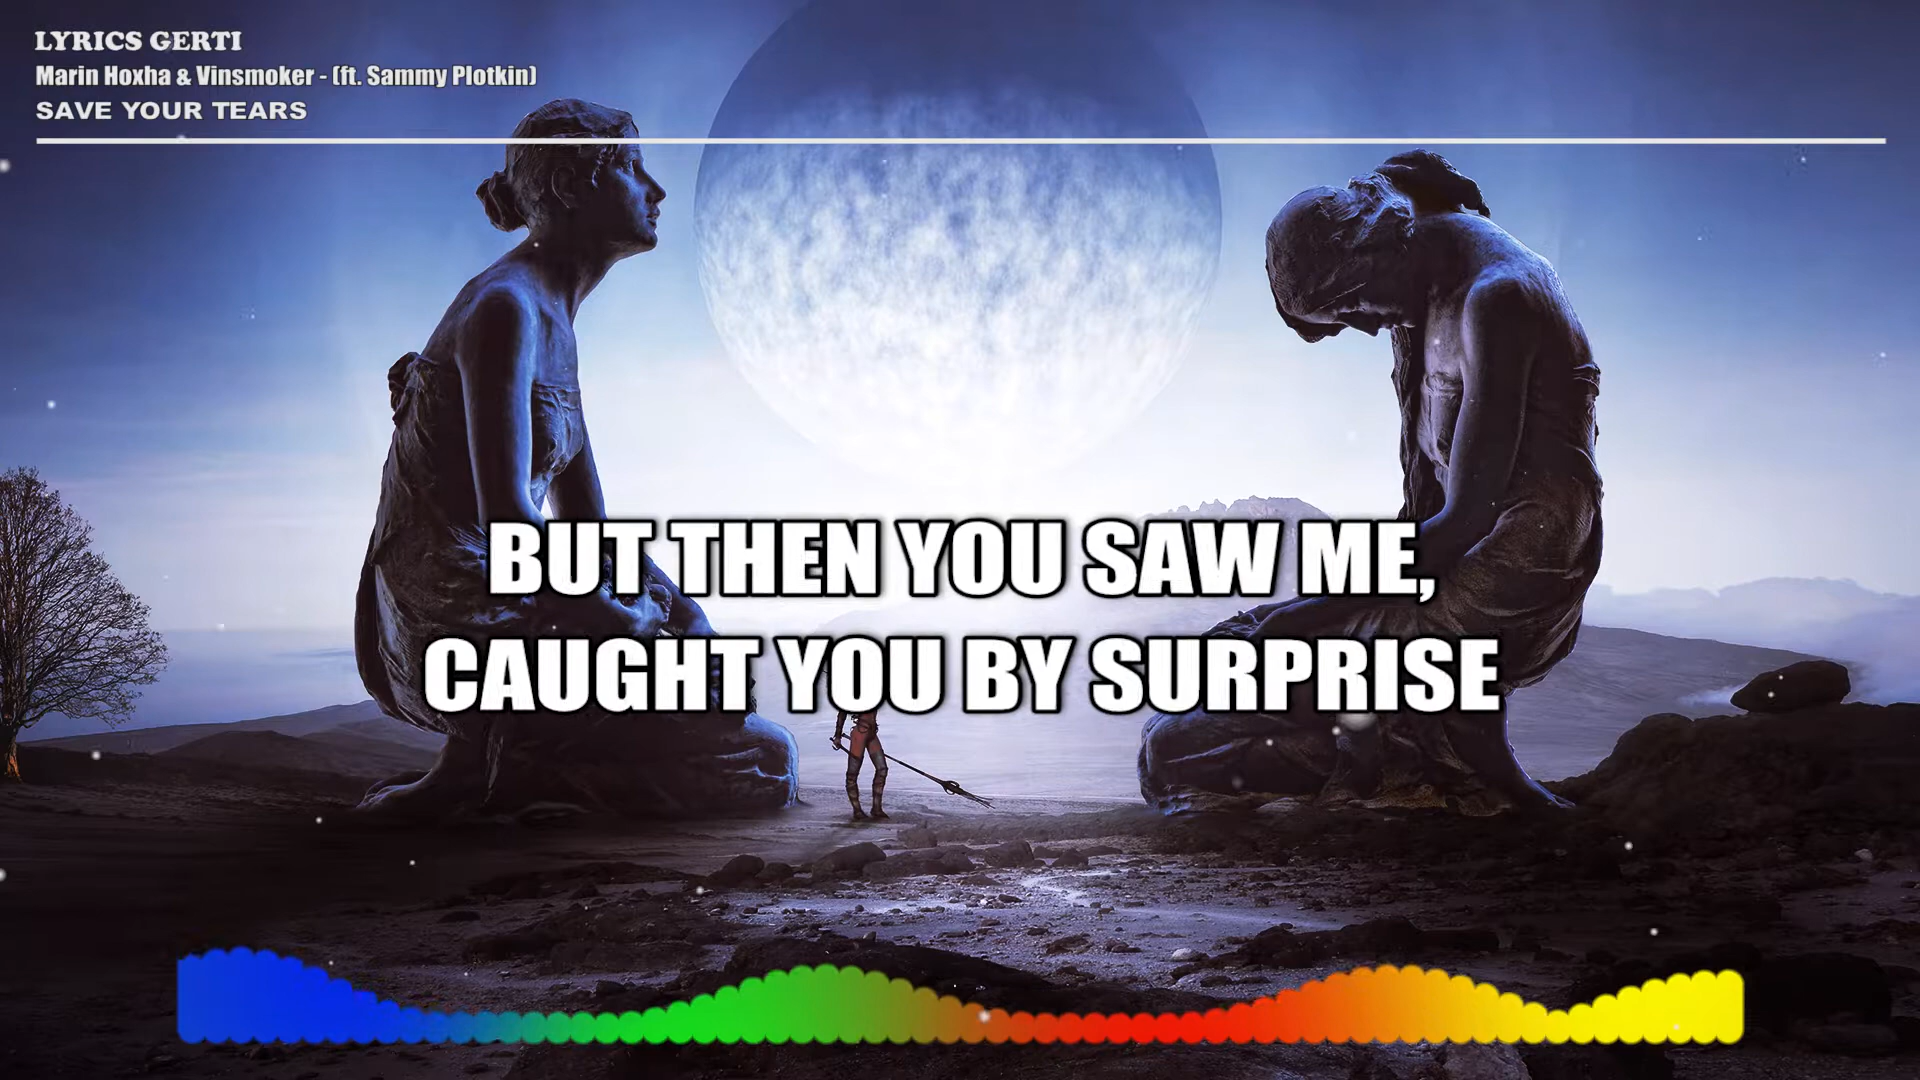 LYRICS GERTI
Marin Hoxha & Vinsmoker - (ft. Sammy Plotkin)
SAVE YOUR TEARS
BUT THEN YOU SAW ME,
CAUGHT YOU BY SURPRISE